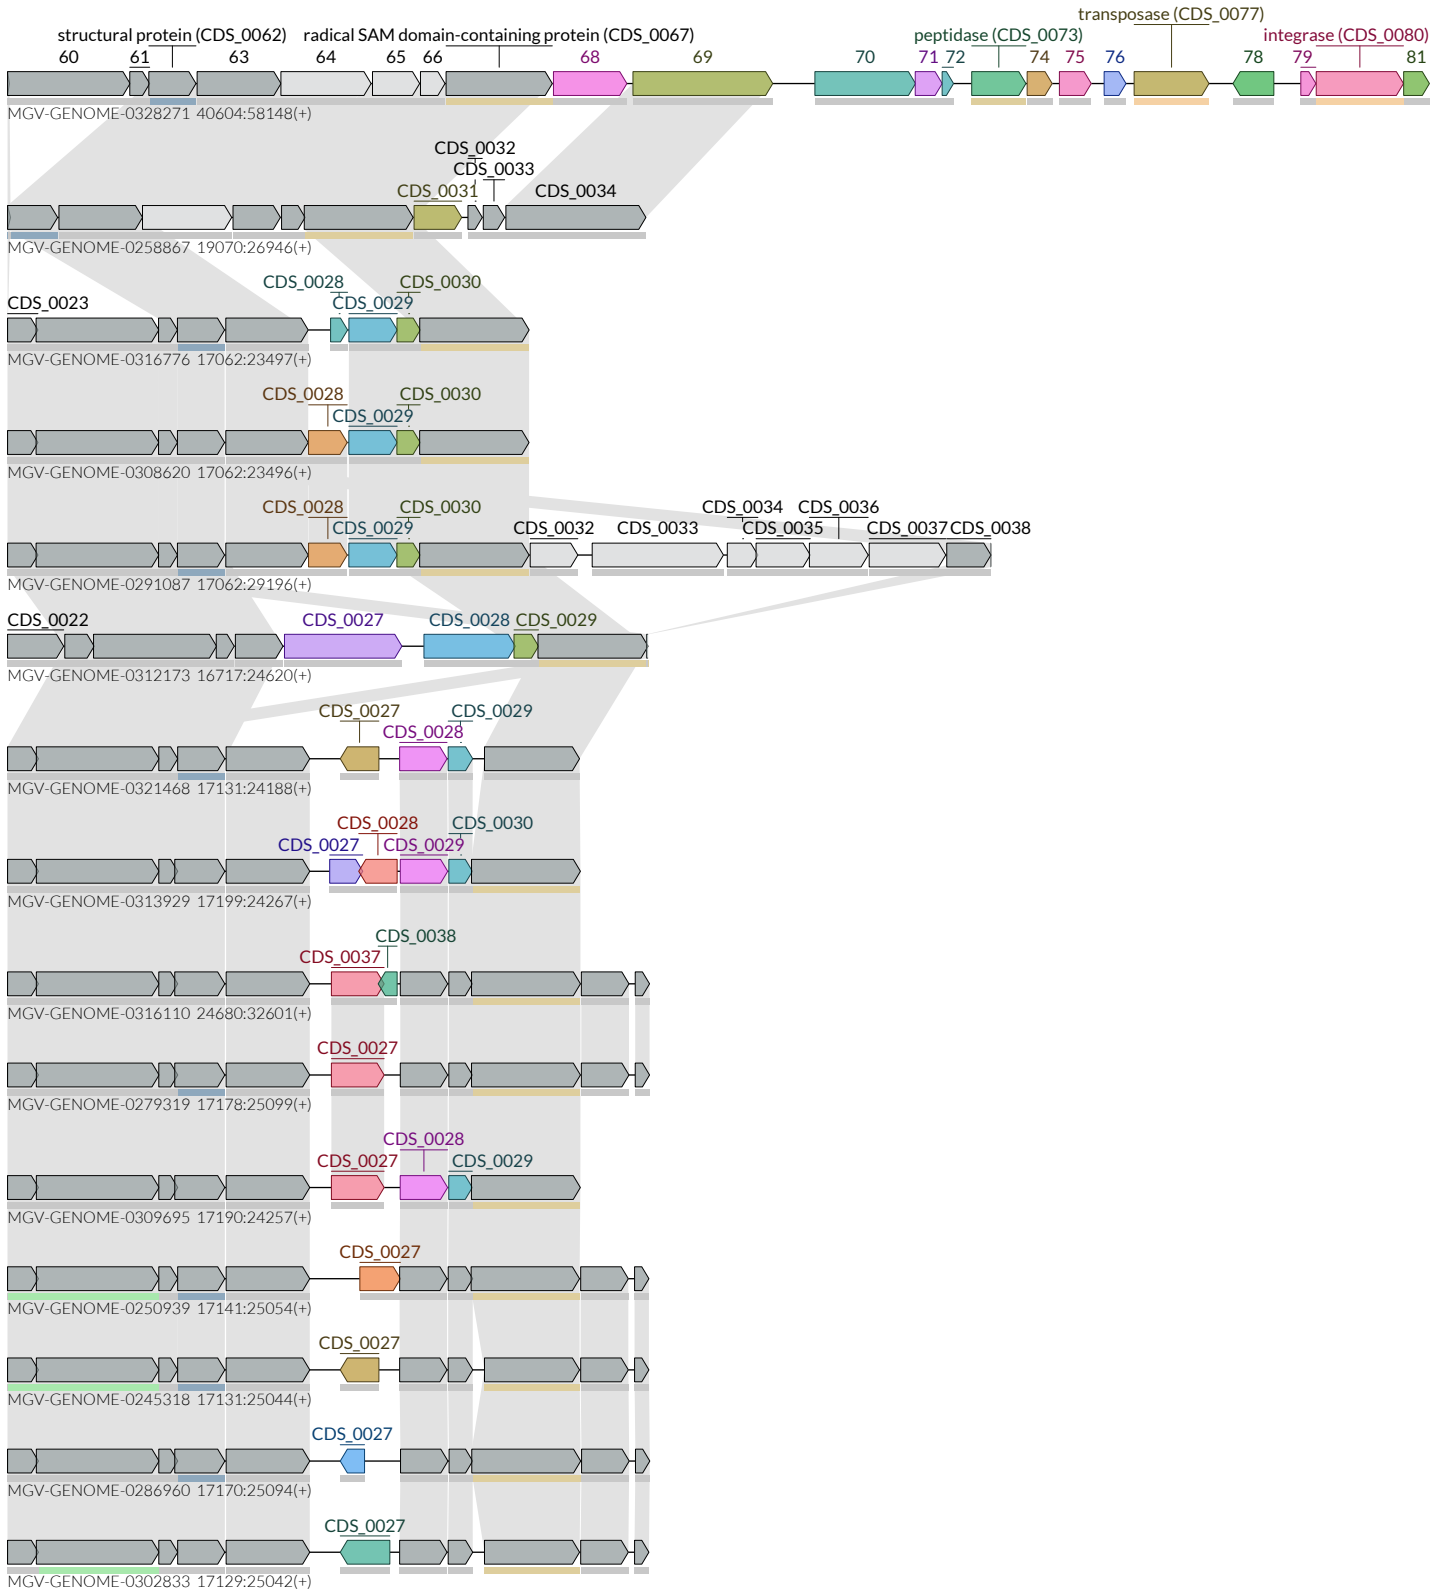 transposase (CDS_0077)
structural protein (CDS_0062) radical SAM domain-containing protein (CDS_0067) peptidase (CDS_0073) integrase (CDS_0080)
60 61 63 64 65 66 68 69 70 71 72 74 75 76 78 79 81
MGV-GENOME-0328271 40604:58148(+)
CDS_0032
CDS_0033
CDS_0031 CDS_0034
MGV-GENOME-0258867 19070:26946(+)
CDS_0028 CDS_0030
CDS_0023 CDS_0029
MGV-GENOME-0316776 17062:23497(+)
CDS_0028 CDS_0030
CDS_0029
MGV-GENOME-0308620 17062:23496(+)
CDS_0028 CDS_0030 CDS_0034 CDS_0036
CDS_0029 CDS_0032 CDS_0033 CDS_0035 CDS_0037 CDS_0038
MGV-GENOME-0291087 17062:29196(+)
CDS_0022 CDS_0027 CDS_0028 CDS_0029
MGV-GENOME-0312173 16717:24620(+)
CDS_0027 CDS_0029
CDS_0028
MGV-GENOME-0321468 17131:24188(+)
CDS_0028 CDS_0030
CDS_0027 CDS_0029
MGV-GENOME-0313929 17199:24267(+)
CDS_0038
CDS_0037
MGV-GENOME-0316110 24680:32601(+)
CDS_0027
MGV-GENOME-0279319 17178:25099(+)
CDS_0028
CDS_0027 CDS_0029
MGV-GENOME-0309695 17190:24257(+)
CDS_0027
MGV-GENOME-0250939 17141:25054(+)
CDS_0027
MGV-GENOME-0245318 17131:25044(+)
CDS_0027
MGV-GENOME-0286960 17170:25094(+)
CDS_0027
MGV-GENOME-0302833 17129:25042(+)